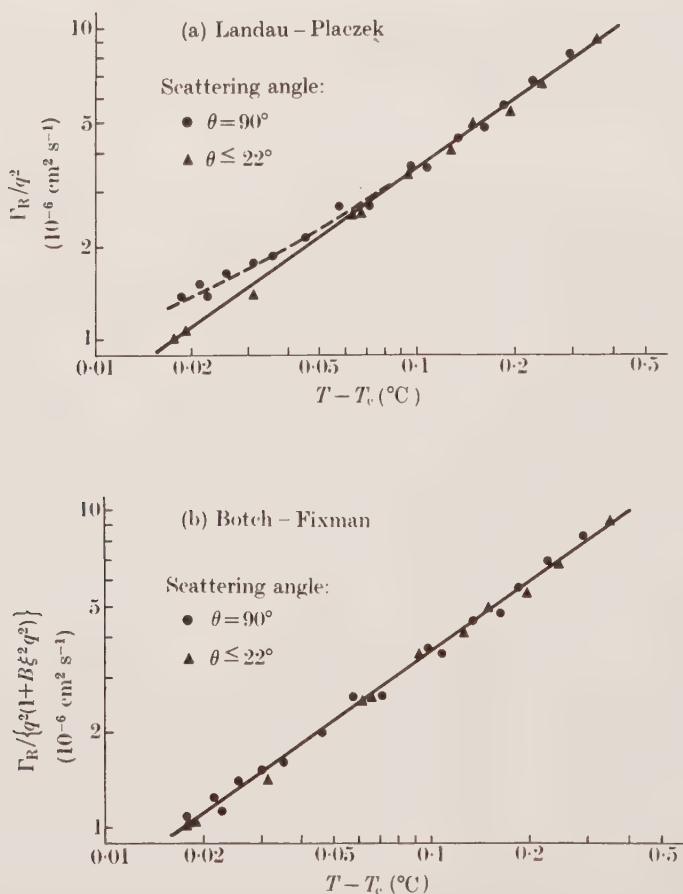 (a) Landau – Placzek
Scattering angle:
● θ = 90°
▲ θ ≦ 22°
Γ_R/q²
(10⁻⁶ cm² s⁻¹)
10
5
2
1
0·01 0·02 0·05 0·1 0·2 0·5
T − T_c (°C)
(b) Botch – Fixman
Scattering angle:
● θ = 90°
▲ θ ≦ 22°
Γ_R/{q²(1+Bξ²q²)}
(10⁻⁶ cm² s⁻¹)
10
5
2
1
0·01 0·02 0·05 0·1 0·2 0·5
T − T_c (°C)